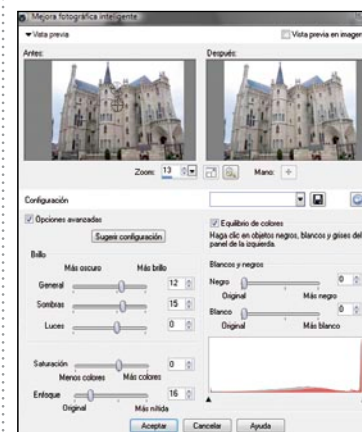 Mejora fotográfica inteligente
Vista previa
Vista previa en imagen
Antes:
Después:
Zoom: 13
Mano:
Configuración
Opciones avanzadas
Sugerir configuración
Equilibrio de colores
Haga clic en objetos negros, blancos y grises del
panel de la izquierda.
Brillo
Más oscuro Más brillo
General 12
Sombras 15
Luces 0
Blancos y negros
Negro 0
Original Más negro
Blanco 0
Original Más blanco
Saturación 0
Menos colores Más colores
Enfoque 16
Original Más nítida
Aceptar Cancelar Ayuda